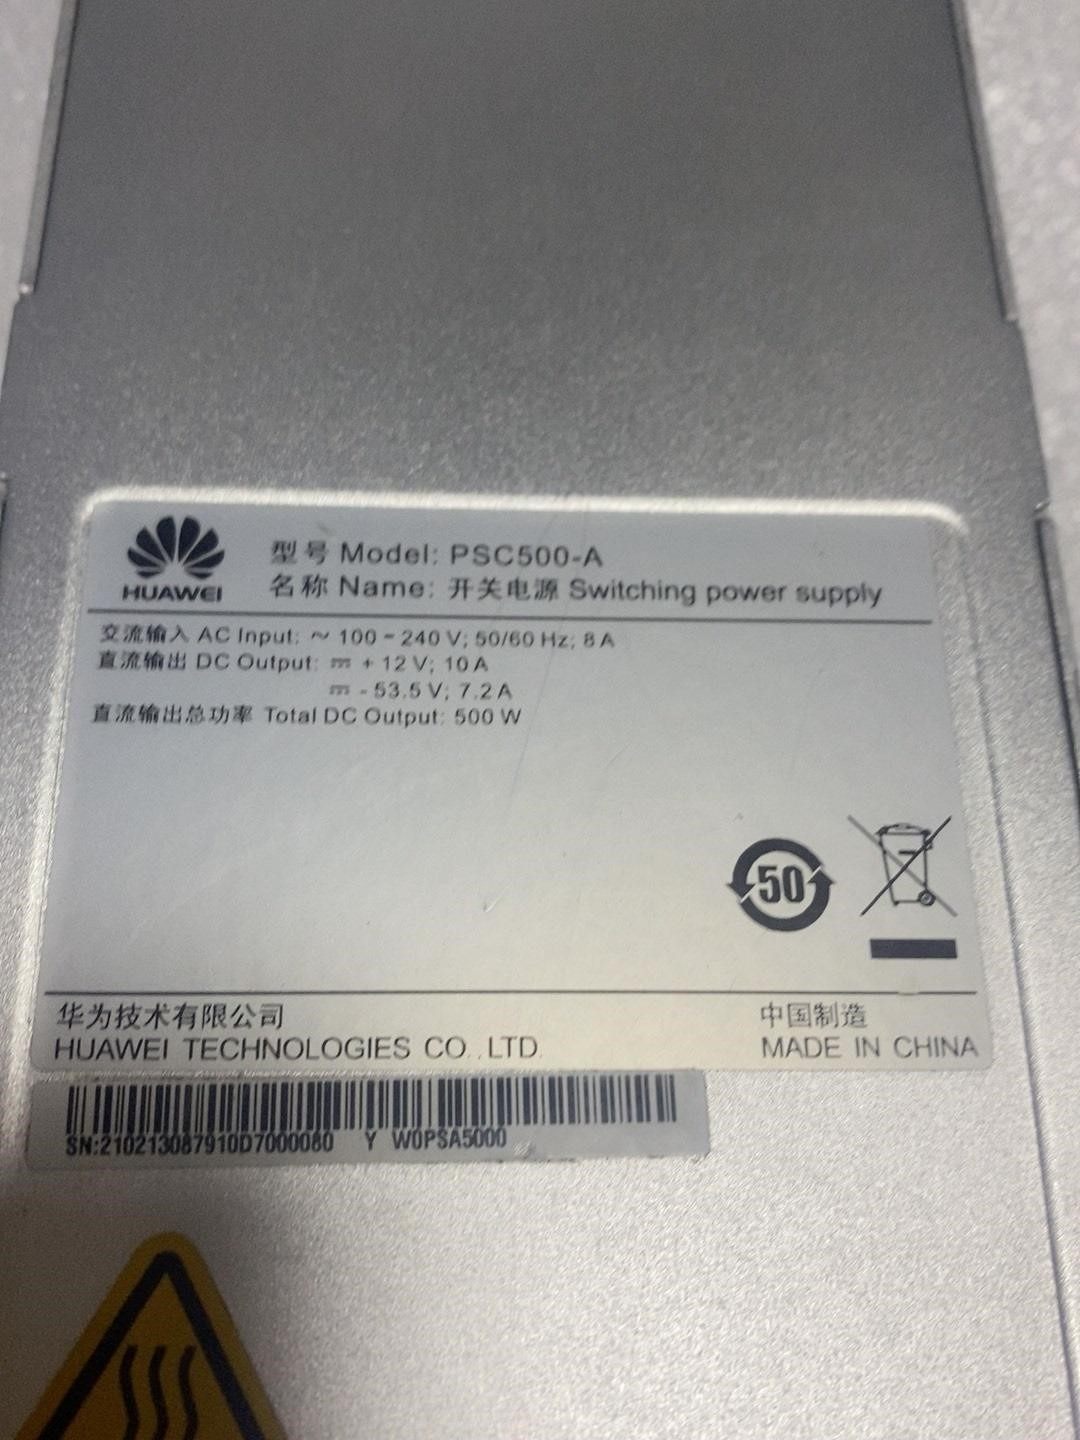 HUAWEI
型号 Model: PSC500-A
名称 Name: 开关电源 Switching power supply
交流输入 AC Input: ~ 100-240 V; 50/60 Hz; 8 A
直流输出 DC Output: ⎓ + 12 V; 10 A
⎓ - 53.5 V; 7.2 A
直流输出总功率 Total DC Output: 500 W
50
华为技术有限公司
HUAWEI TECHNOLOGIES CO.,LTD.
中国制造
MADE IN CHINA
SN:210213087910D7000080 Y W0PSA5000